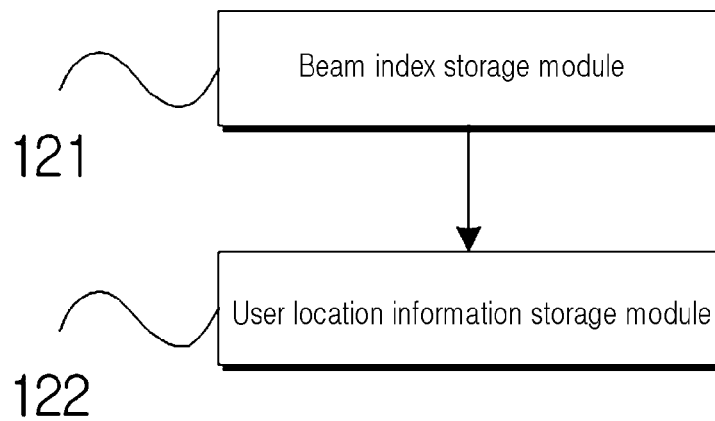 Beam index storage module
121
User location information storage module
122